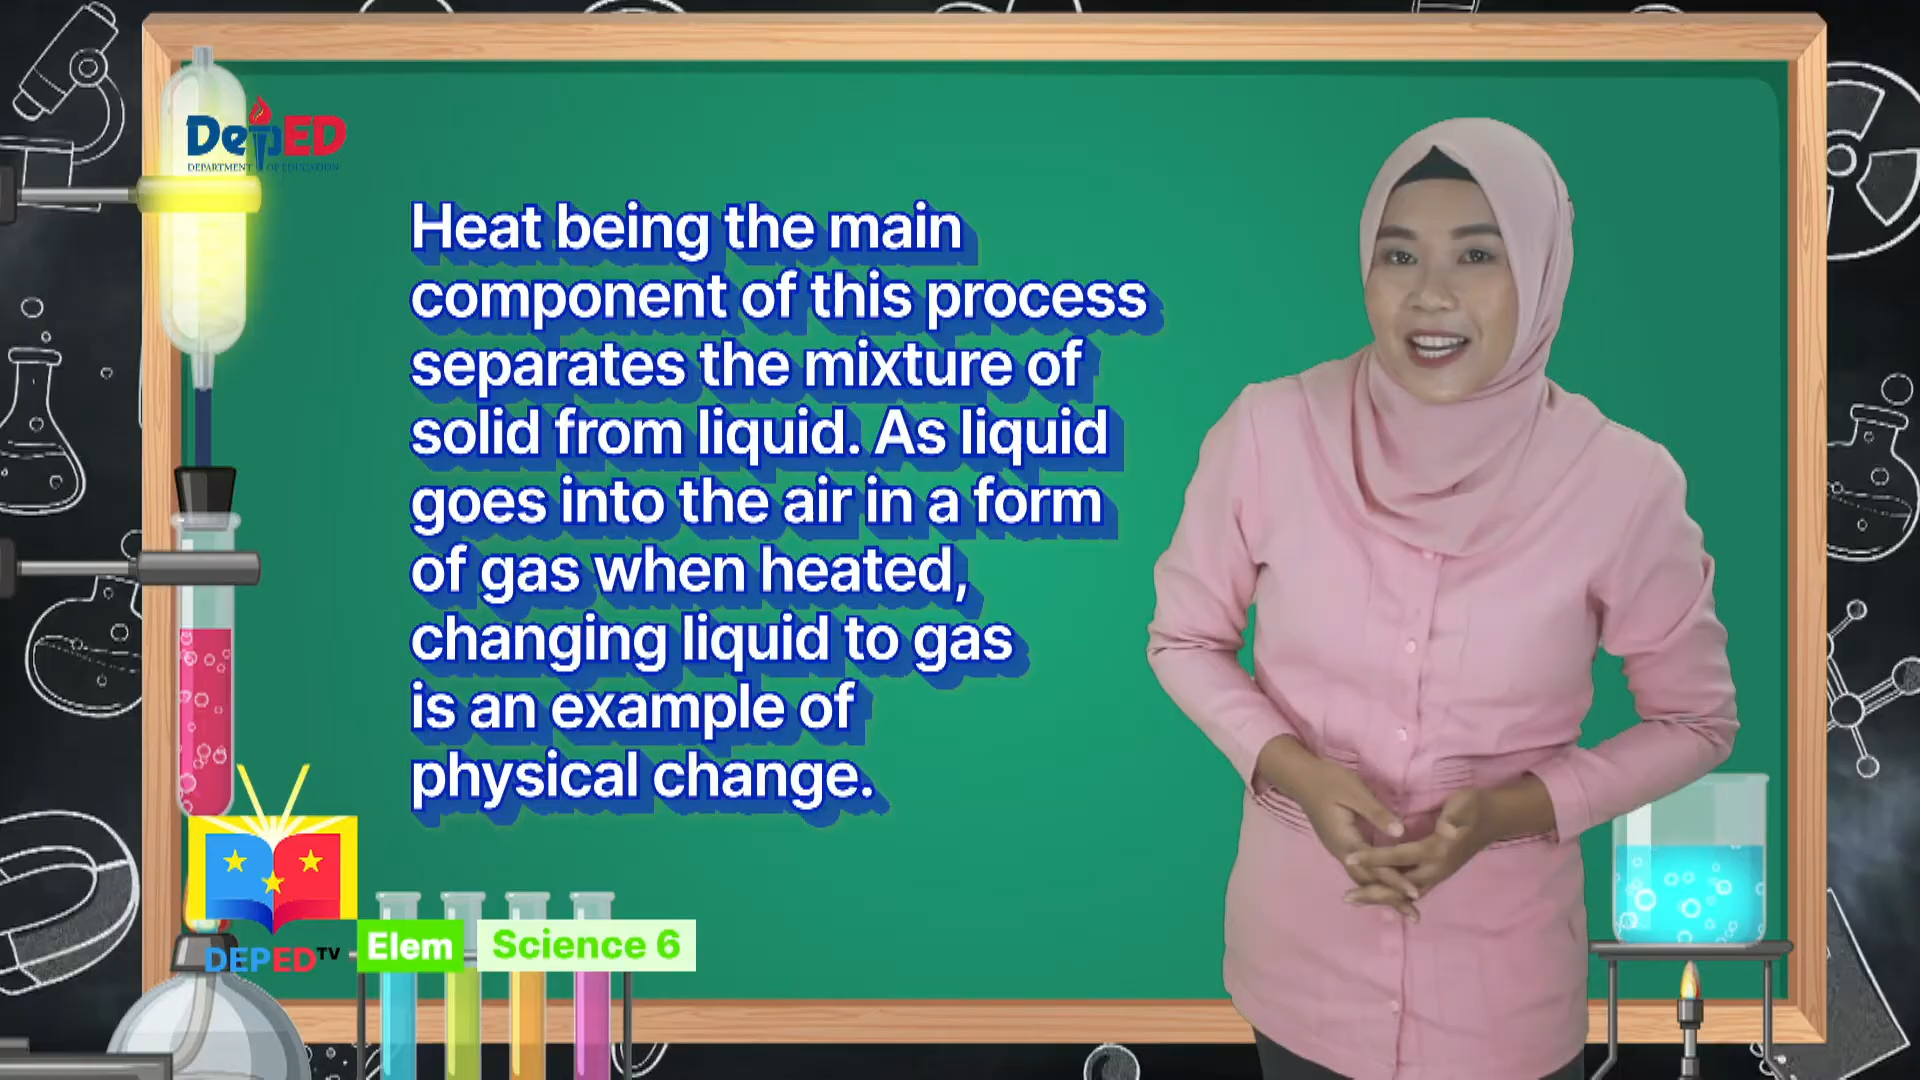 DepED
DEPARTMENT OF EDUCATION
Heat being the main
component of this process
separates the mixture of
solid from liquid. As liquid
goes into the air in a form
of gas when heated,
changing liquid to gas
is an example of
physical change.
DEPED TV
Elem Science 6